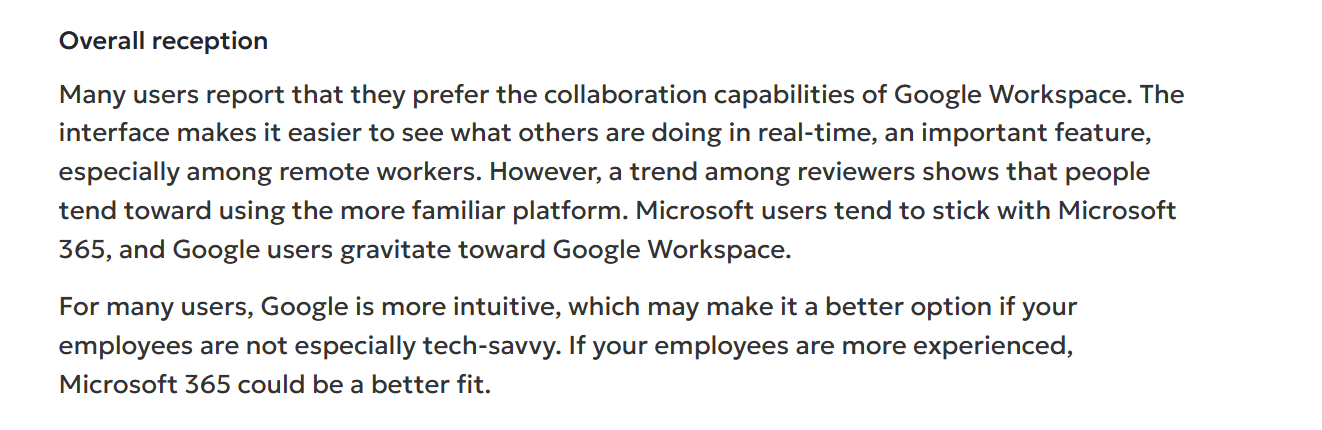 Overall reception
Many users report that they prefer the collaboration capabilities of Google Workspace. The
interface makes it easier to see what others are doing in real-time, an important feature,
especially among remote workers. However, a trend among reviewers shows that people
tend toward using the more familiar platform. Microsoft users tend to stick with Microsoft
365, and Google users gravitate toward Google Workspace.
For many users, Google is more intuitive, which may make it a better option if your
employees are not especially tech-savvy. If your employees are more experienced,
Microsoft 365 could be a better fit.